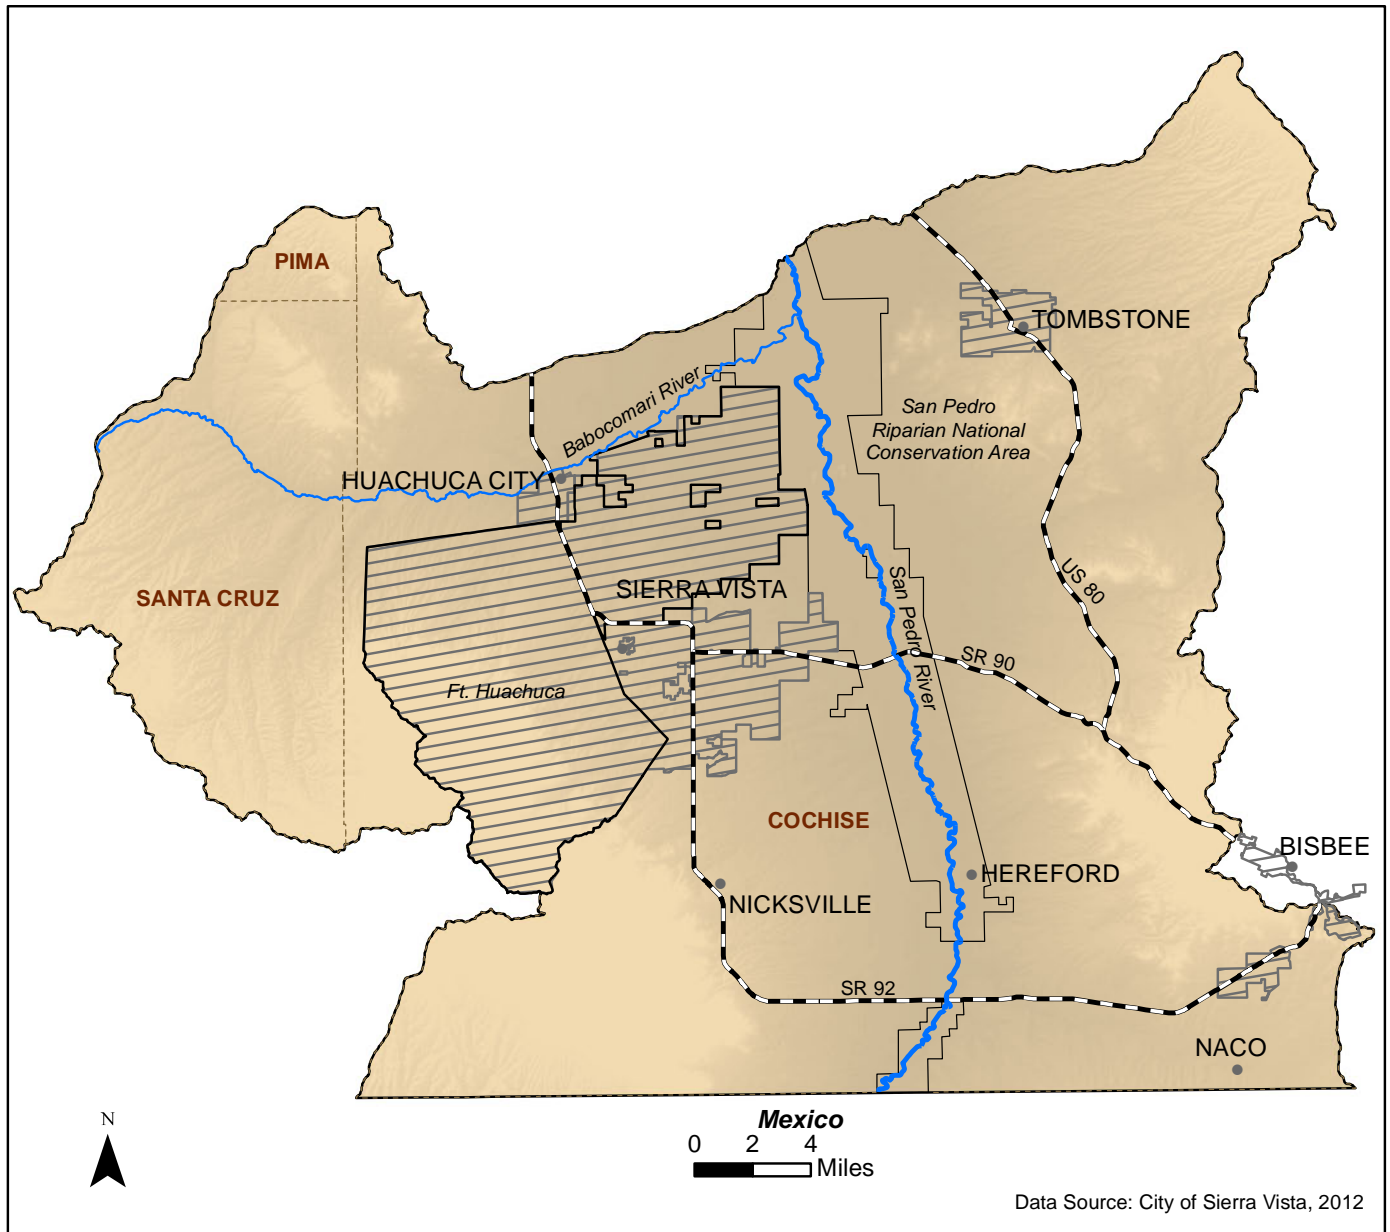 PIMA
TOMBSTONE
Babocomari River
San Pedro
Riparian National
Conservation Area
HUACHUCA CITY
US 80
SIERRA VISTA
SANTA CRUZ
San Pedro River
SR 90
Ft. Huachuca
COCHISE
BISBEE
HEREFORD
NICKSVILLE
SR 92
NACO
N
Mexico
0 2 4
Miles
Data Source: City of Sierra Vista, 2012